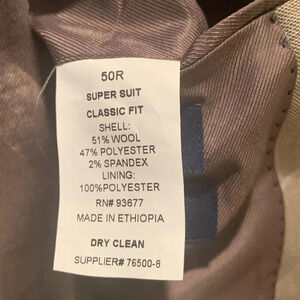 50R
SUPER SUIT
CLASSIC FIT
SHELL:
51% WOOL
47% POLYESTER
2% SPANDEX
LINING:
100%POLYESTER
RN# 93677
MADE IN ETHIOPIA
DRY CLEAN
SUPPLIER# 76500-8